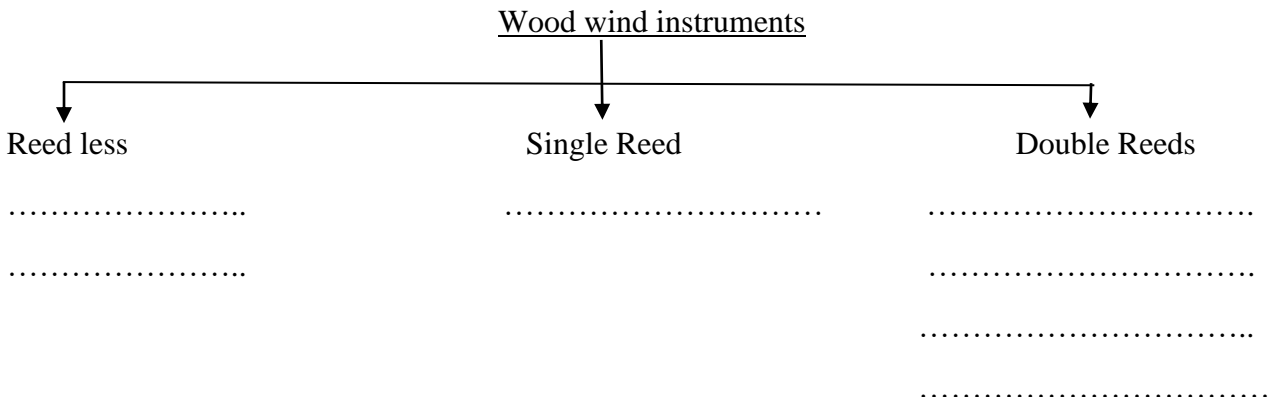 Wood wind instruments
Reed less Single Reed Double Reeds
………………….. ………………………… ………………………….
………………….. ………………………….
…………………………..
……………………………